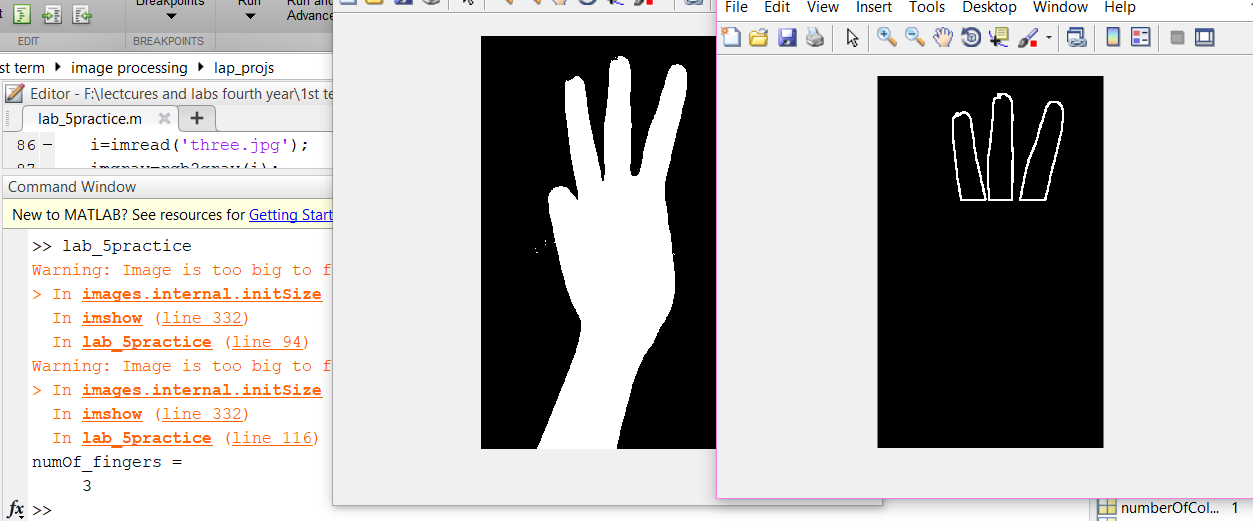 Breakpoints
Run
Run and
Advance
EDIT
BREAKPOINTS
File Edit View Insert Tools Desktop Window Help
st term image processing lap_projs
Editor - F:\lectcures and labs fourth year\1st te
lab_5practice.m
86 i=imread('three.jpg');
87 imgray=rgb2gray(i);
Command Window
New to MATLAB? See resources for Getting Start
>> lab_5practice
Warning: Image is too big to f
> In images.internal.initSize
In imshow (line 332)
In lab_5practice (line 94)
Warning: Image is too big to f
> In images.internal.initSize
In imshow (line 332)
In lab_5practice (line 116)
numOf_fingers =
3
fx >>
numberOfCol... 1